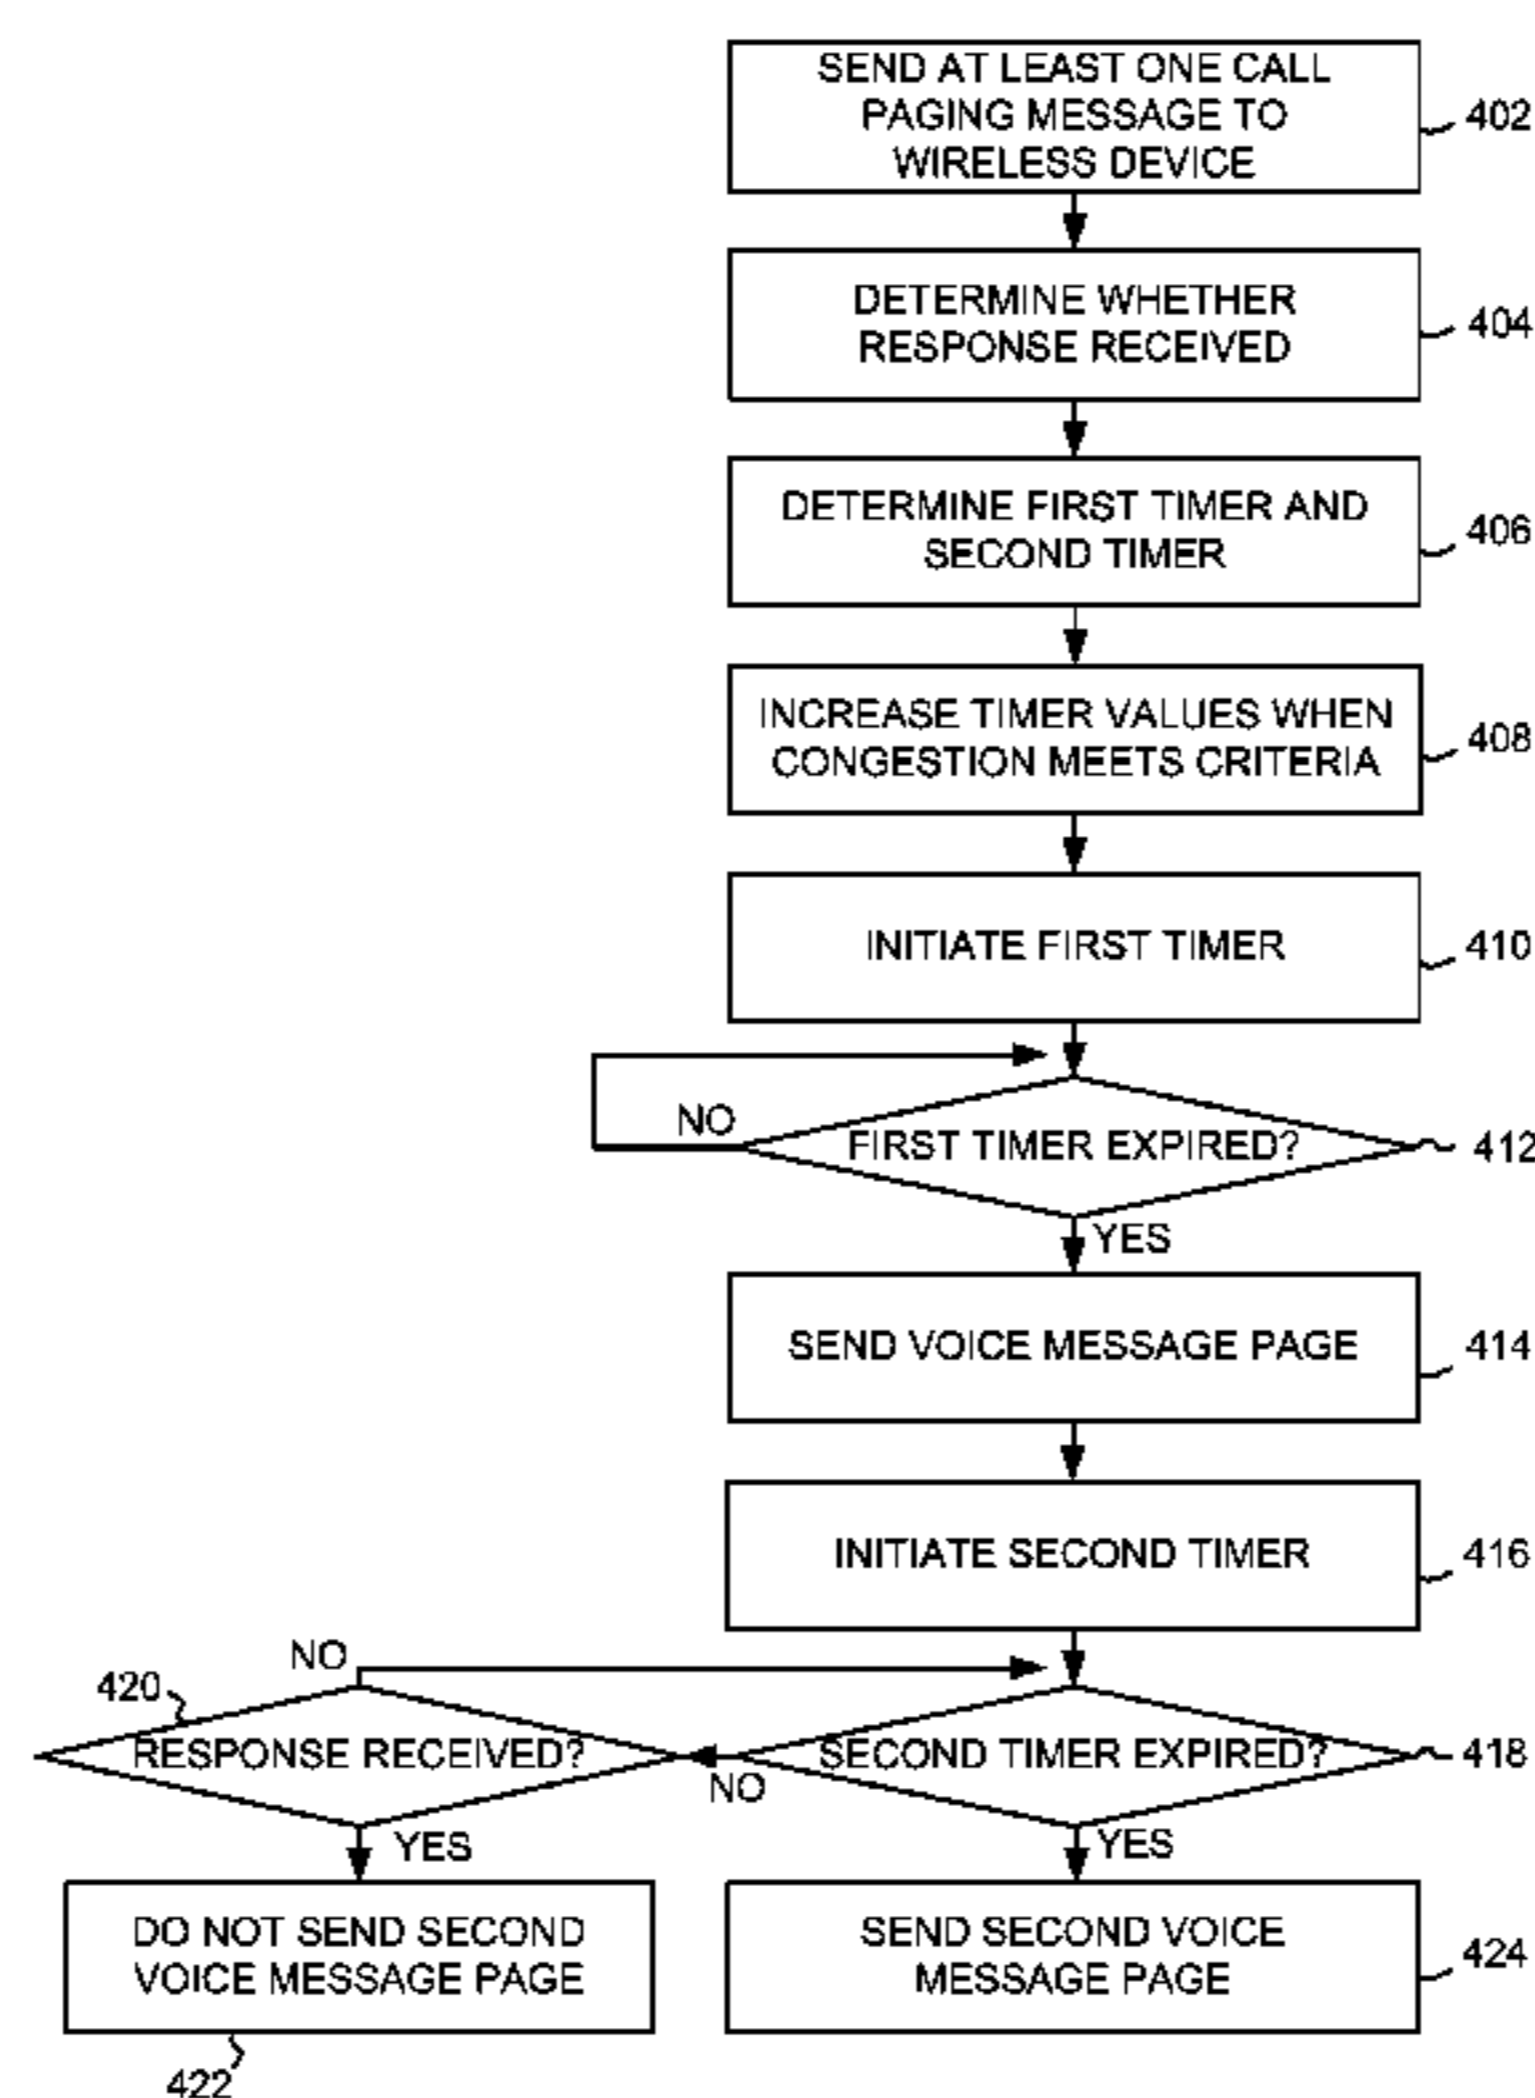 SEND AT LEAST ONE CALL
PAGING MESSAGE TO
WIRELESS DEVICE
402
DETERMINE WHETHER
RESPONSE RECEIVED
404
DETERMINE FIRST TIMER AND
SECOND TIMER
406
INCREASE TIMER VALUES WHEN
CONGESTION MEETS CRITERIA
408
INITIATE FIRST TIMER
410
NO
FIRST TIMER EXPIRED?
412
YES
SEND VOICE MESSAGE PAGE
414
INITIATE SECOND TIMER
416
NO
420
RESPONSE RECEIVED?
NO
SECOND TIMER EXPIRED?
418
YES
YES
DO NOT SEND SECOND
VOICE MESSAGE PAGE
422
SEND SECOND VOICE
MESSAGE PAGE
424